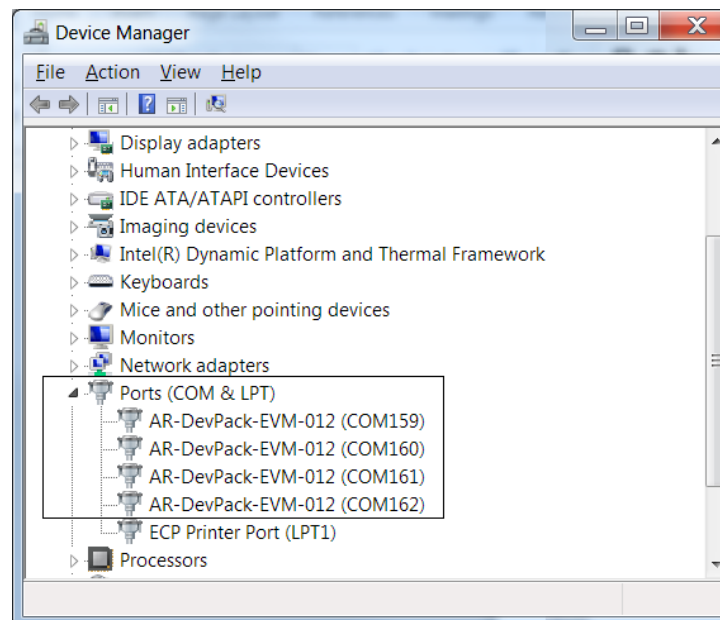 Device Manager
File Action View Help
Display adapters
Human Interface Devices
IDE ATA/ATAPI controllers
Imaging devices
Intel(R) Dynamic Platform and Thermal Framework
Keyboards
Mice and other pointing devices
Monitors
Network adapters
Ports (COM & LPT)
AR-DevPack-EVM-012 (COM159)
AR-DevPack-EVM-012 (COM160)
AR-DevPack-EVM-012 (COM161)
AR-DevPack-EVM-012 (COM162)
ECP Printer Port (LPT1)
Processors